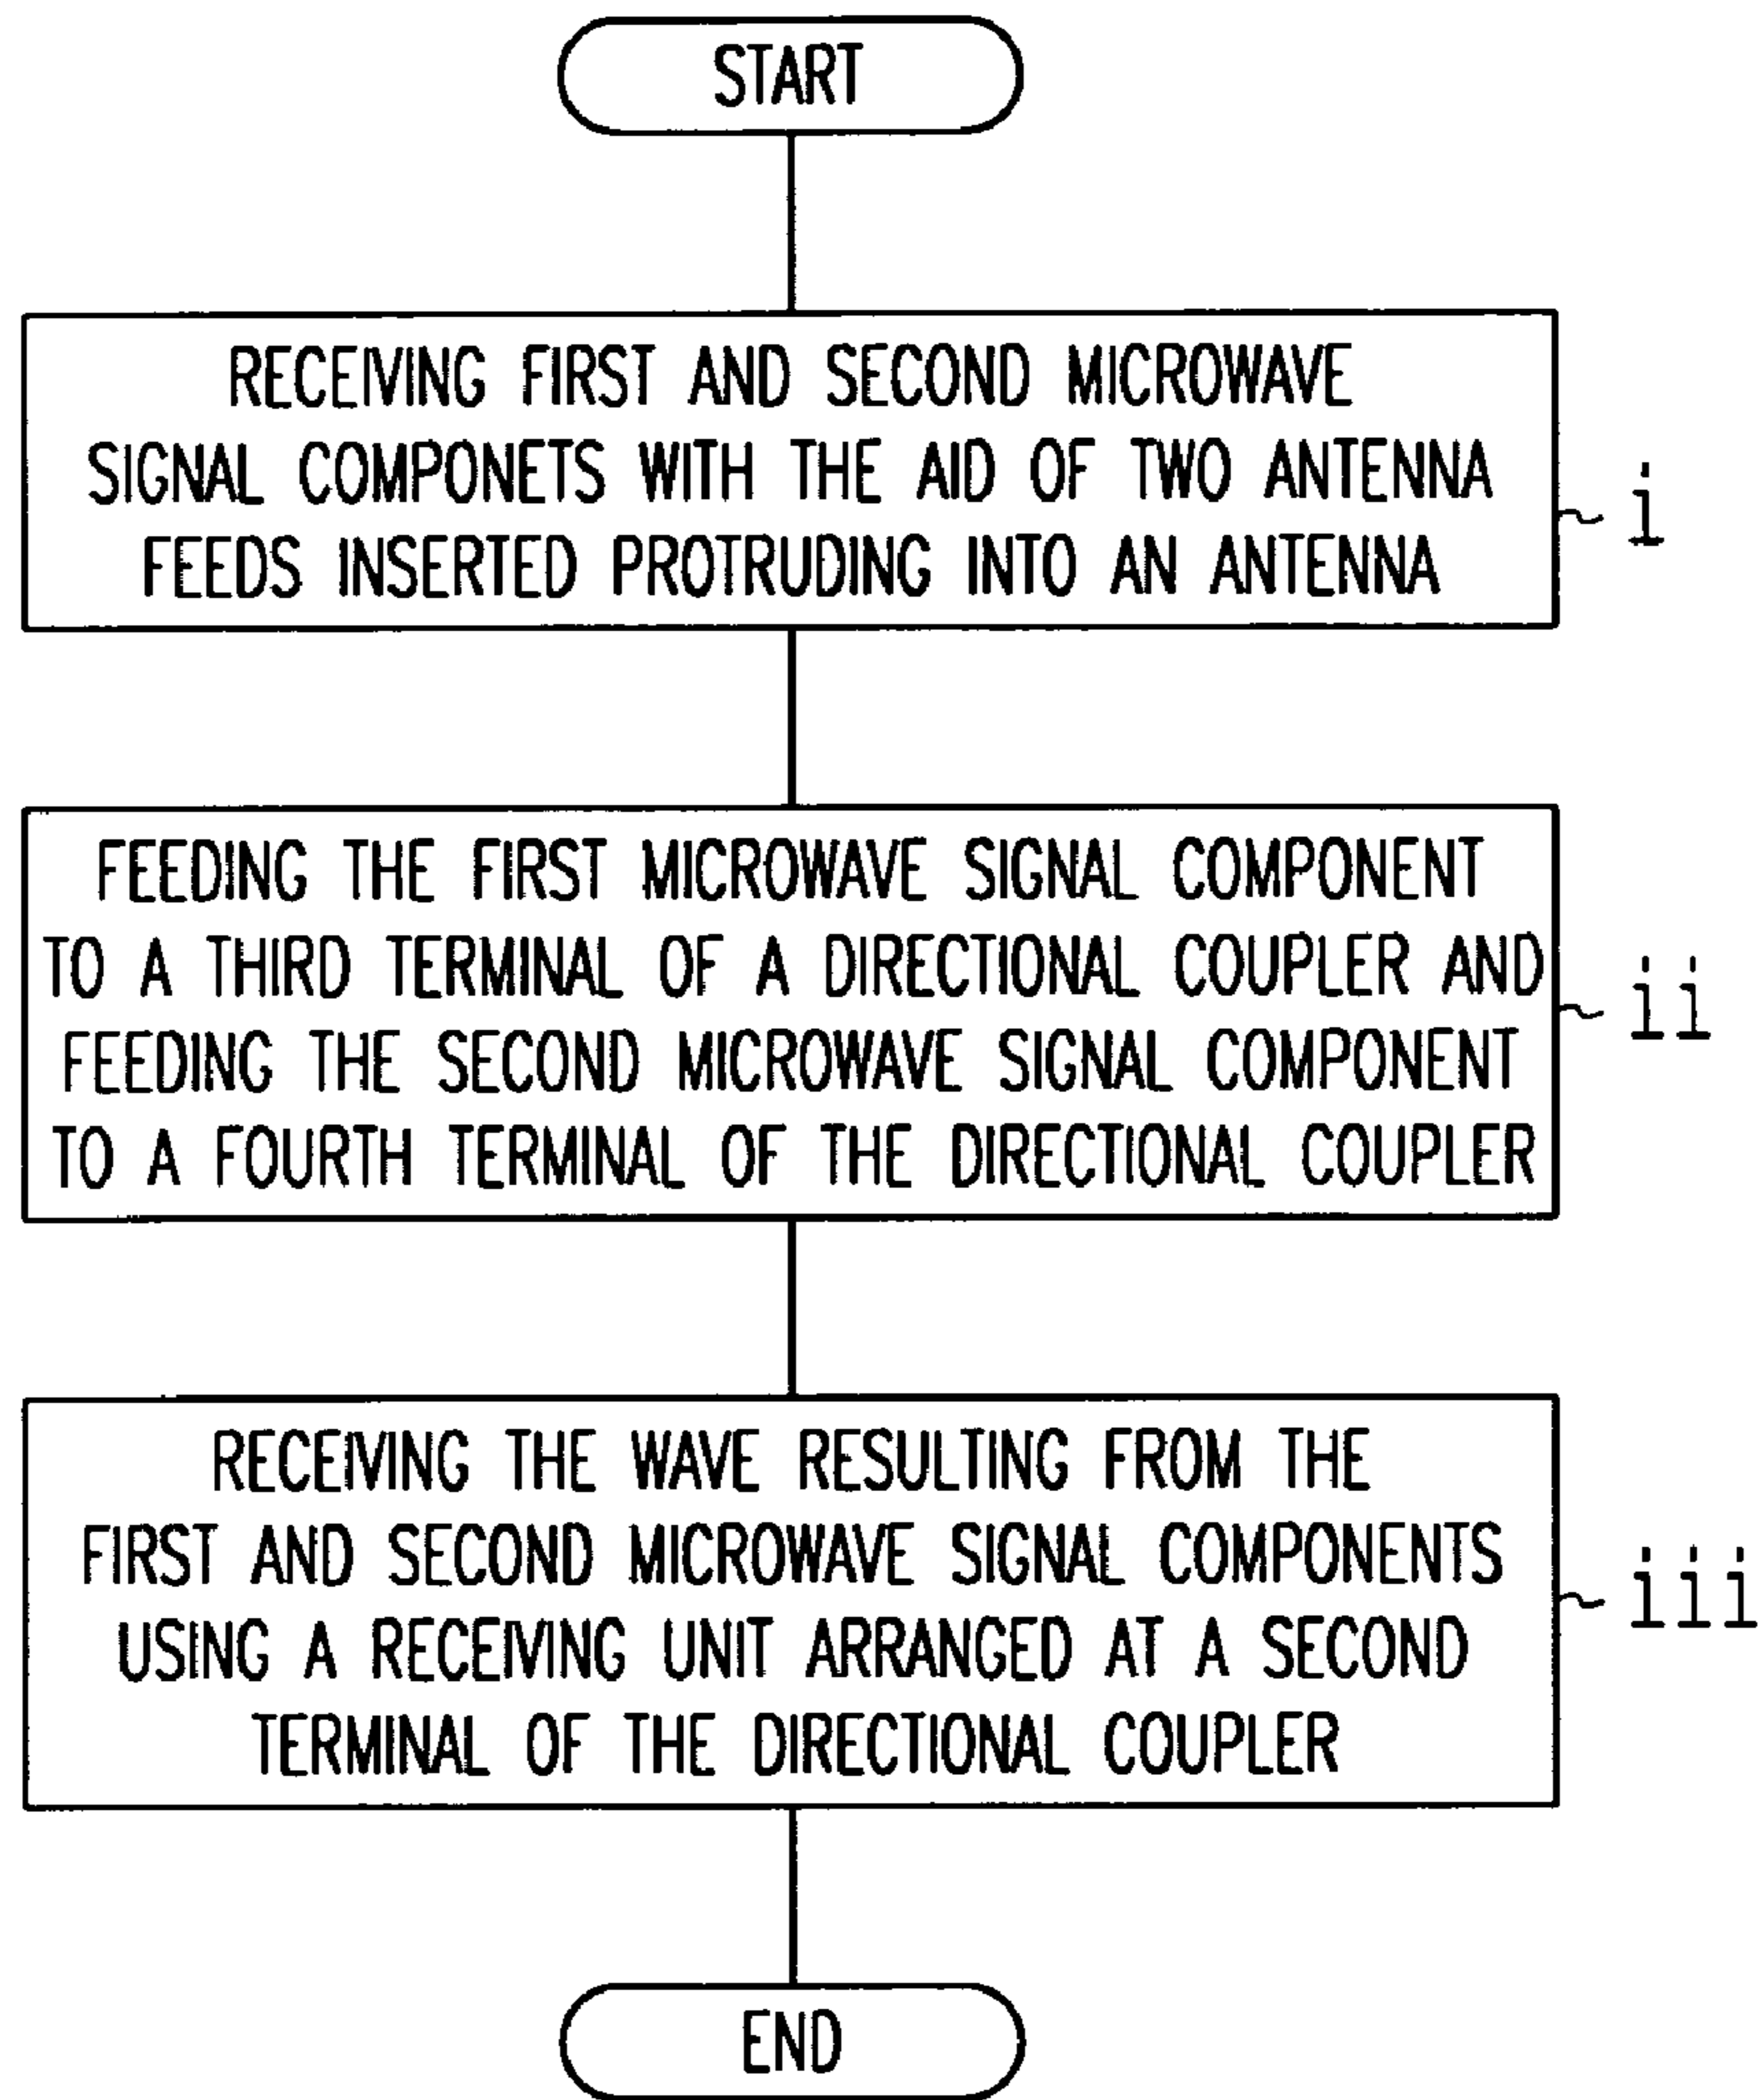 START
RECEIVING FIRST AND SECOND MICROWAVE
SIGNAL COMPONETS WITH THE AID OF TWO ANTENNA
FEEDS INSERTED PROTRUDING INTO AN ANTENNA
i
FEEDING THE FIRST MICROWAVE SIGNAL COMPONENT
TO A THIRD TERMINAL OF A DIRECTIONAL COUPLER AND
FEEDING THE SECOND MICROWAVE SIGNAL COMPONENT
TO A FOURTH TERMINAL OF THE DIRECTIONAL COUPLER
ii
RECEIVING THE WAVE RESULTING FROM THE
FIRST AND SECOND MICROWAVE SIGNAL COMPONENTS
USING A RECEIVING UNIT ARRANGED AT A SECOND
TERMINAL OF THE DIRECTIONAL COUPLER
iii
END